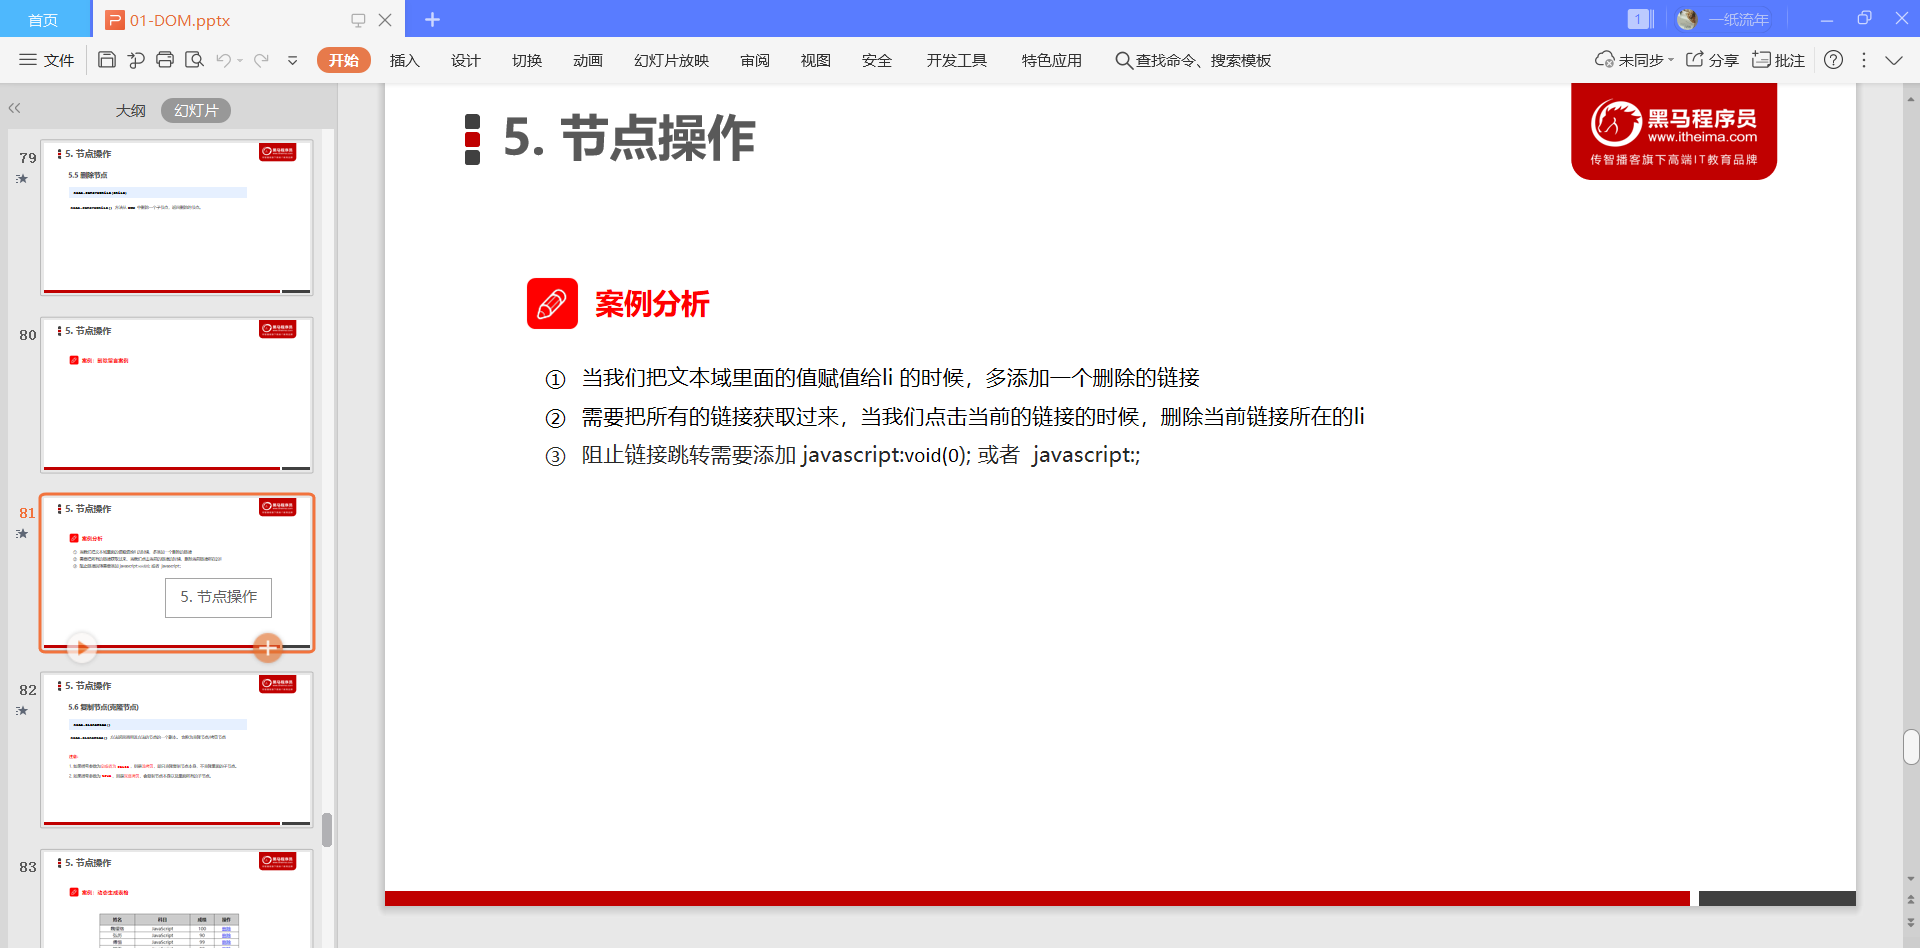 首页
01-DOM.pptx
1
一纸流年
文件
开始
插入
设计
切换
动画
幻灯片放映
审阅
视图
安全
开发工具
特色应用
查找命令、搜索模板
未同步
分享
批注
大纲
幻灯片
79
5. 节点操作
5.5 删除节点
80
5. 节点操作
81
5. 节点操作
案例分析
5. 节点操作
82
5. 节点操作
5.6 复制节点(克隆节点)
83
5. 节点操作
案例：动态生成表格
5. 节点操作
黑马程序员
www.itheima.com
传智播客旗下高端IT教育品牌
案例分析
① 当我们把文本域里面的值赋值给li 的时候，多添加一个删除的链接
② 需要把所有的链接获取过来，当我们点击当前的链接的时候，删除当前链接所在的li
③ 阻止链接跳转需要添加 javascript:void(0); 或者 javascript:;